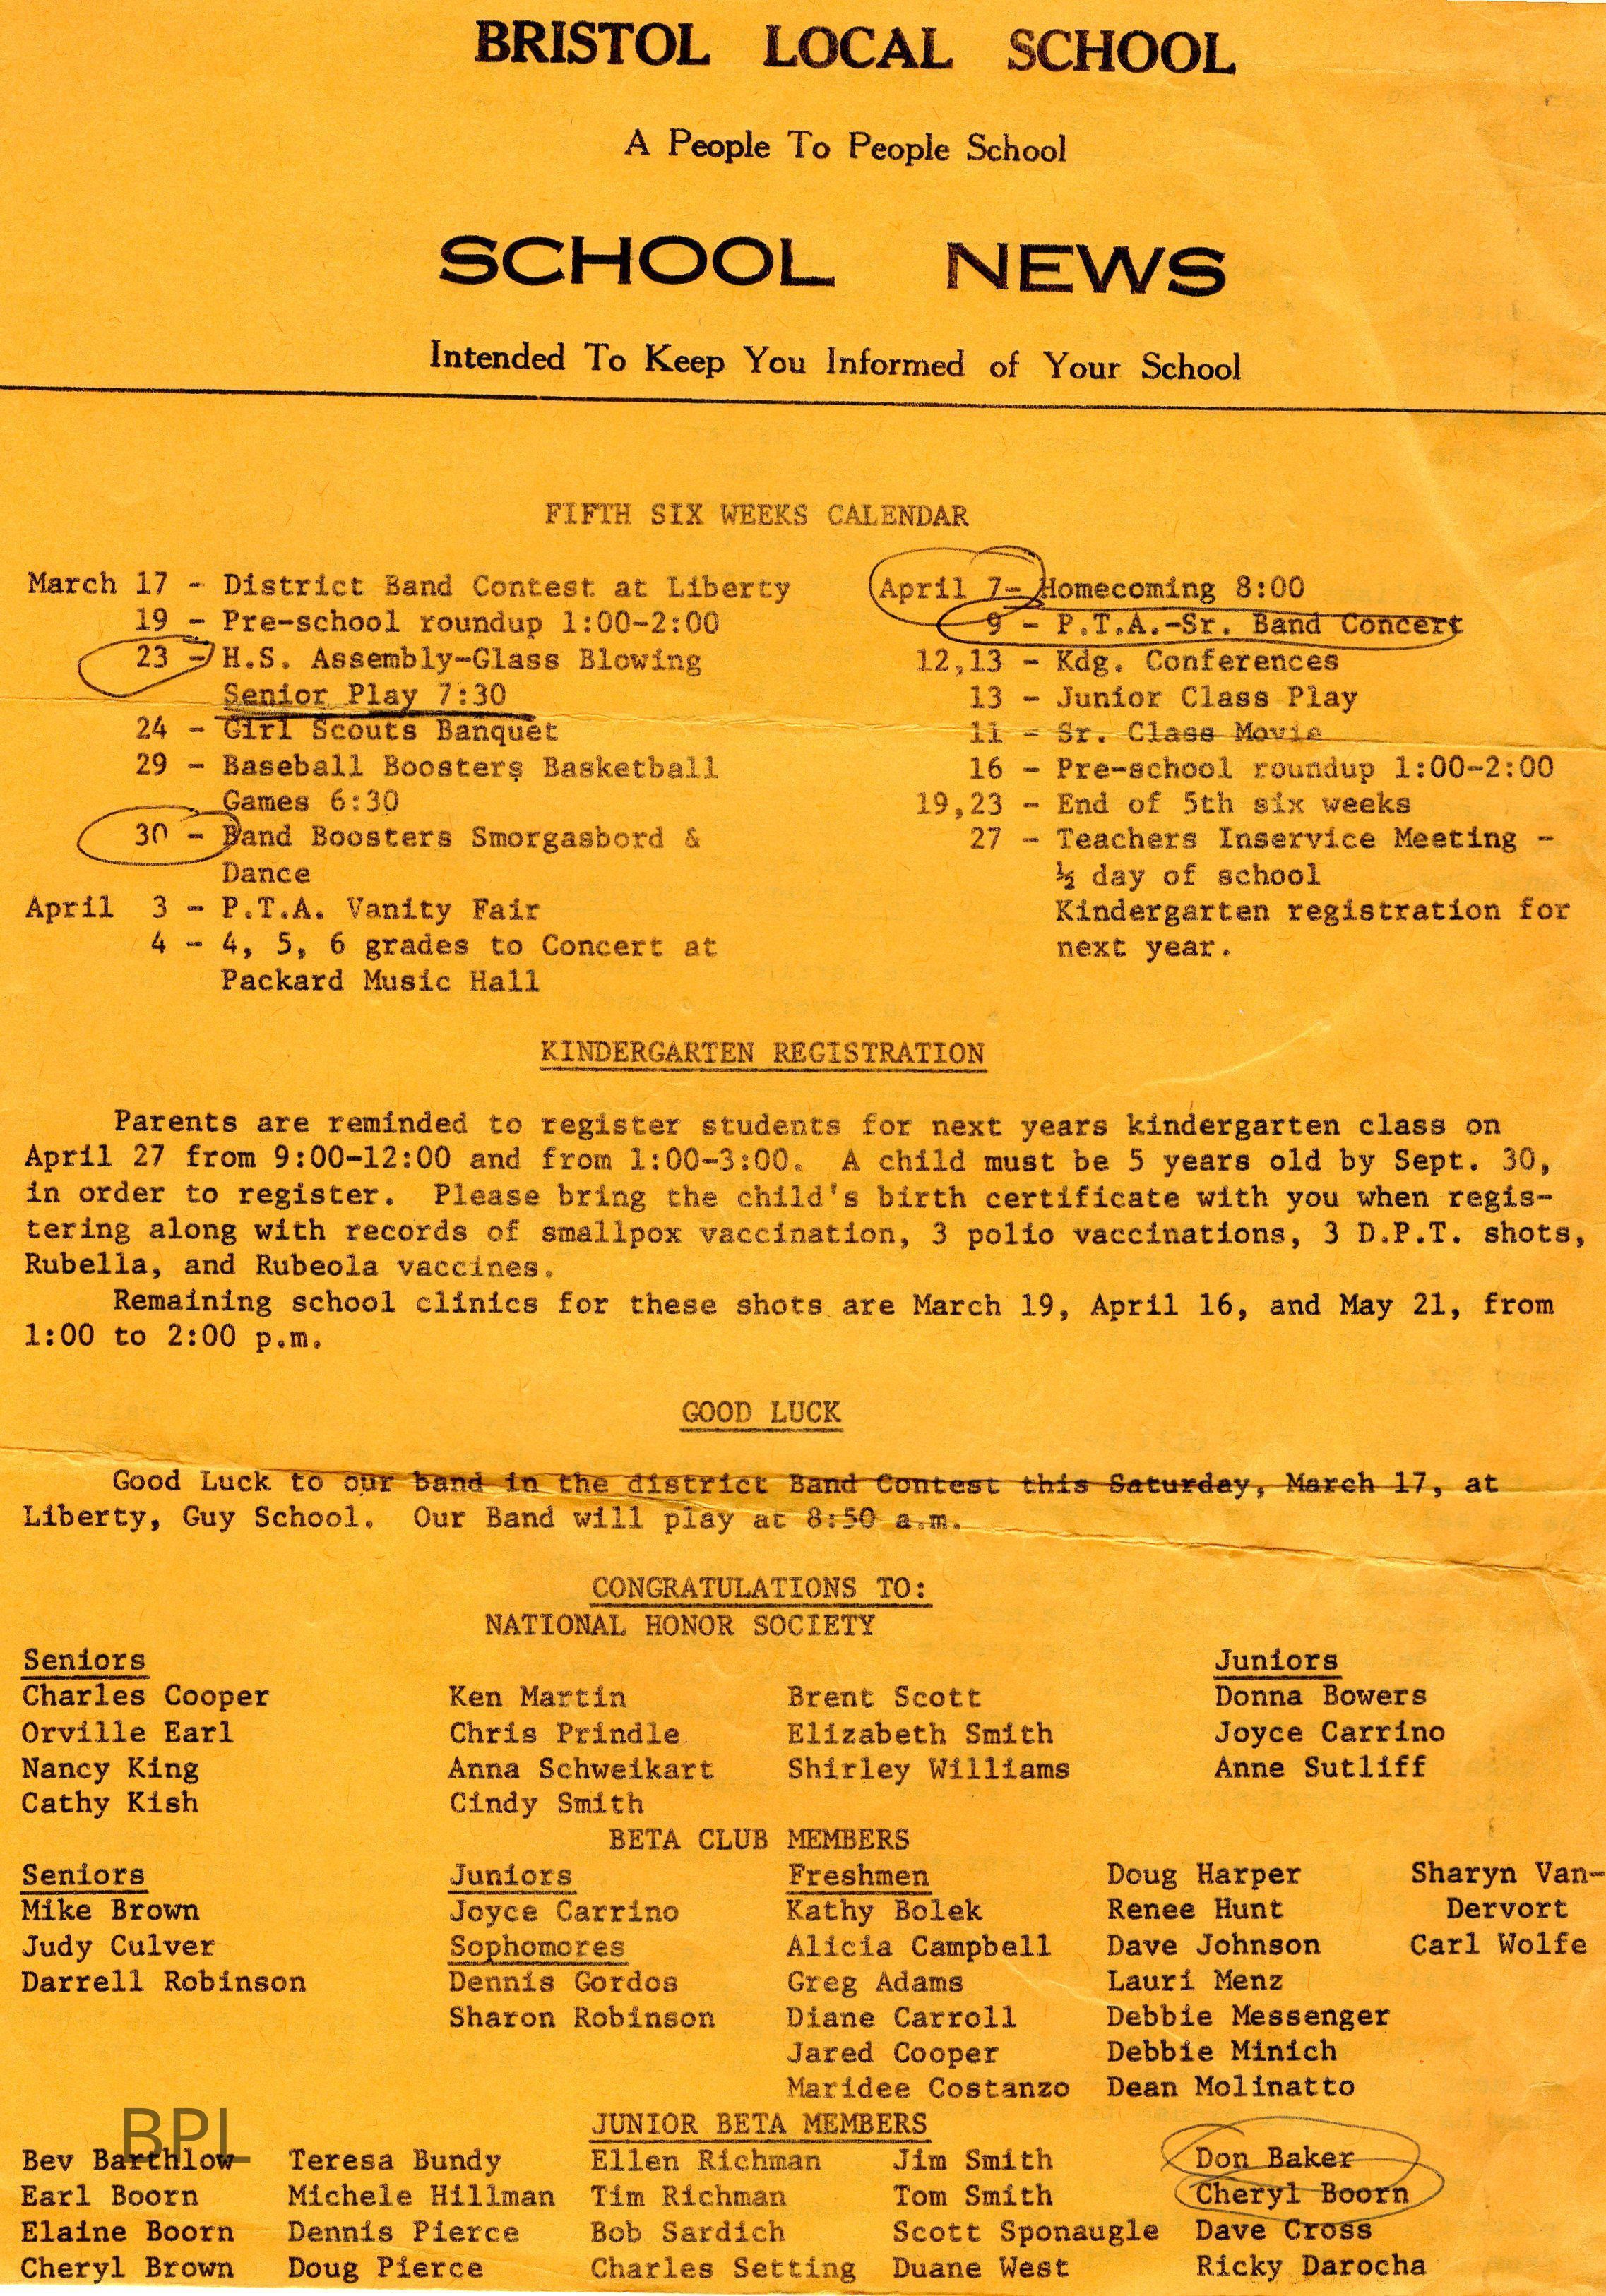 BRISTOL LOCAL SCHOOL
A People To People School
SCHOOL NEWS
Intended To Keep You Informed of Your School
FIFTH SIX WEEKS CALENDAR
March 17 - District Band Contest at Liberty
19 - Pre-school roundup 1:00-2:00
23 - H.S. Assembly-Glass Blowing
Senior Play 7:30
24 - Girl Scouts Banquet
29 - Baseball Boosters Basketball
Games 6:30
30 - Band Boosters Smorgasbord &
Dance
April 3 - P.T.A. Vanity Fair
4 - 4, 5, 6 grades to Concert at
Packard Music Hall
April 7- Homecoming 8:00
9 - P.T.A.-Sr. Band Concert
12,13 - Kdg. Conferences
13 - Junior Class Play
11 - Sr. Class Movie
16 - Pre-school roundup 1:00-2:00
19,23 - End of 5th six weeks
27 - Teachers Inservice Meeting -
½ day of school
Kindergarten registration for
next year.
KINDERGARTEN REGISTRATION
Parents are reminded to register students for next years kindergarten class on
April 27 from 9:00-12:00 and from 1:00-3:00. A child must be 5 years old by Sept. 30,
in order to register. Please bring the child's birth certificate with you when regis-
tering along with records of smallpox vaccination, 3 polio vaccinations, 3 D.P.T. shots,
Rubella, and Rubeola vaccines.
Remaining school clinics for these shots are March 19, April 16, and May 21, from
1:00 to 2:00 p.m.
GOOD LUCK
Good Luck to our band in the district Band Contest this Saturday, March 17, at
Liberty, Guy School. Our Band will play at 8:50 a.m.
CONGRATULATIONS TO:
NATIONAL HONOR SOCIETY
Seniors Juniors
Charles Cooper Ken Martin Brent Scott Donna Bowers
Orville Earl Chris Prindle Elizabeth Smith Joyce Carrino
Nancy King Anna Schweikart Shirley Williams Anne Sutliff
Cathy Kish Cindy Smith
BETA CLUB MEMBERS
Seniors Juniors Freshmen Doug Harper Sharyn Van-
Mike Brown Joyce Carrino Kathy Bolek Renee Hunt Dervort
Judy Culver Sophomores Alicia Campbell Dave Johnson Carl Wolfe
Darrell Robinson Dennis Gordos Greg Adams Lauri Menz
Sharon Robinson Diane Carroll Debbie Messenger
Jared Cooper Debbie Minich
Maridee Costanzo Dean Molinatto
JUNIOR BETA MEMBERS
BPL
Bev Barthlow Teresa Bundy Ellen Richman Jim Smith Don Baker
Earl Boorn Michele Hillman Tim Richman Tom Smith Cheryl Boorn
Elaine Boorn Dennis Pierce Bob Sardich Scott Sponaugle Dave Cross
Cheryl Brown Doug Pierce Charles Setting Duane West Ricky Darocha